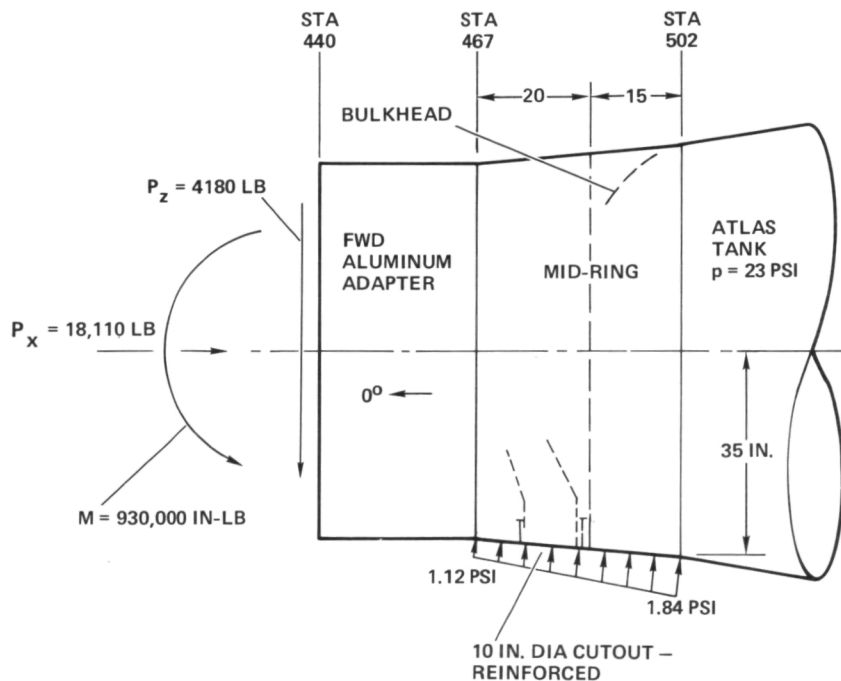 STA
440
STA
467
STA
502
20
15
BULKHEAD
P_z = 4180 LB
FWD
ALUMINUM
ADAPTER
MID-RING
ATLAS
TANK
p = 23 PSI
P_x = 18,110 LB
0°
35 IN.
M = 930,000 IN-LB
1.12 PSI
1.84 PSI
10 IN. DIA CUTOUT –
REINFORCED